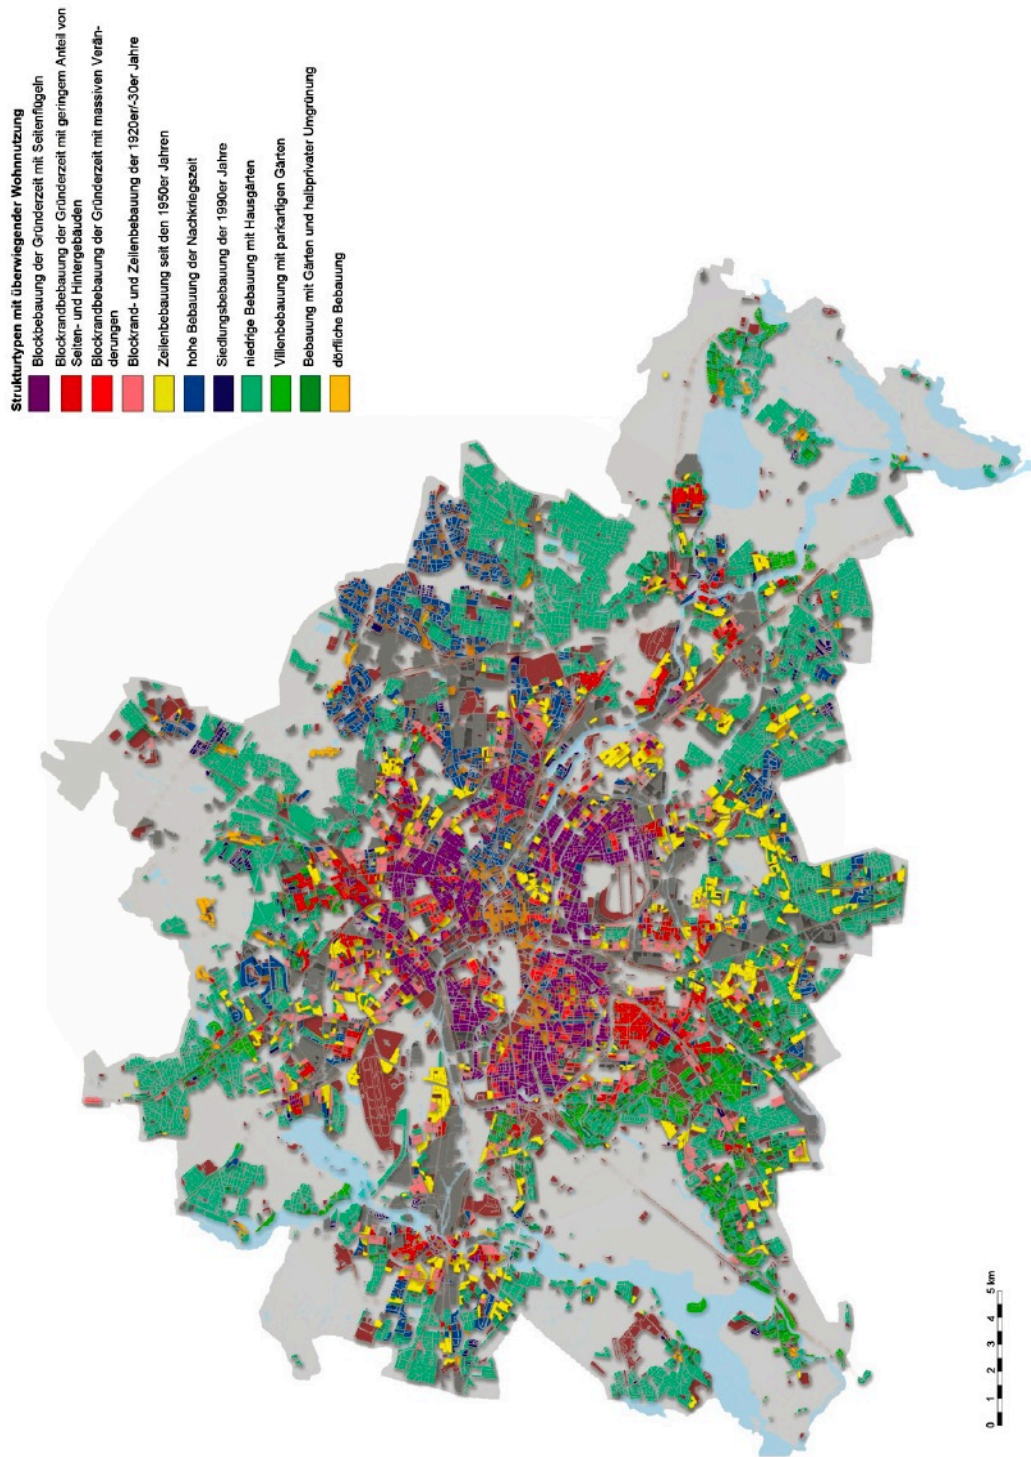 Strukturtypen mit überwiegender Wohnnutzung
Blockbebauung der Gründerzeit mit Seitenflügeln
Blockrandbebauung der Gründerzeit mit geringem Anteil von
Seiten- und Hintergebäuden
Blockrandbebauung der Gründerzeit mit massiven Verän-
derungen
Blockrand- und Zeilenbebauung der 1920er/-30er Jahre
Zeilenbebauung seit den 1950er Jahren
hohe Bebauung der Nachkriegszeit
Siedlungsbebauung der 1990er Jahre
niedrige Bebauung mit Hausgärten
Villenbebauung mit parkartigen Gärten
Bebauung mit Gärten und halbprivater Umgrünung
dörfliche Bebauung
0 1 2 3 4 5 km